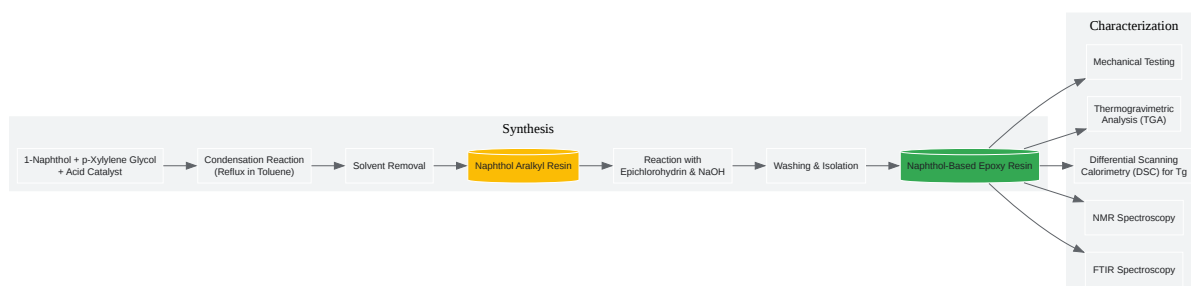 Characterization
Mechanical Testing
Thermogravimetric
Analysis (TGA)
Synthesis
1-Naphthol + p-Xylylene Glycol
+ Acid Catalyst
Condensation Reaction
(Reflux in Toluene)
Solvent Removal
Naphthol Aralkyl Resin
Reaction with
Epichlorohydrin & NaOH
Washing & Isolation
Naphthol-Based Epoxy Resin
Differential Scanning
Calorimetry (DSC) for Tg
NMR Spectroscopy
FTIR Spectroscopy